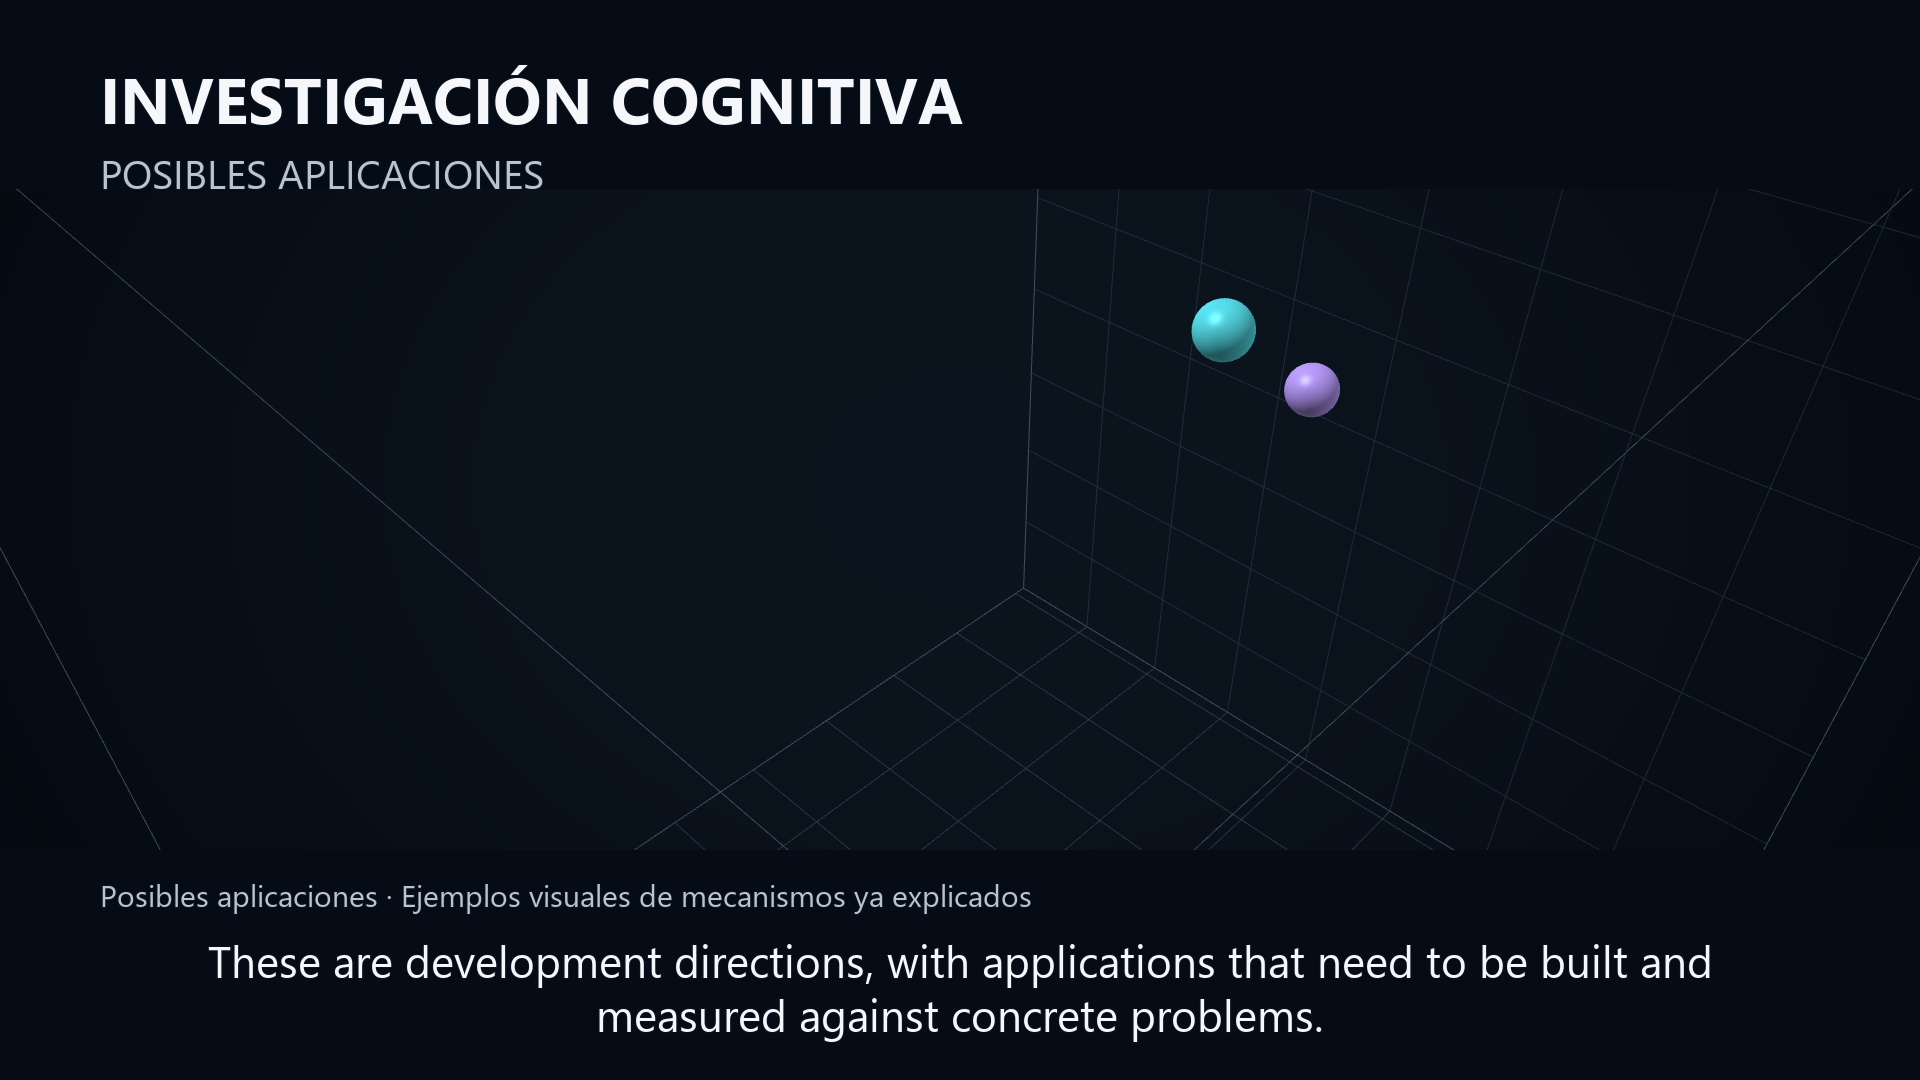 INVESTIGACIÓN COGNITIVA
POSIBLES APLICACIONES
Posibles aplicaciones · Ejemplos visuales de mecanismos ya explicados
These are development directions, with applications that need to be built and
measured against concrete problems.